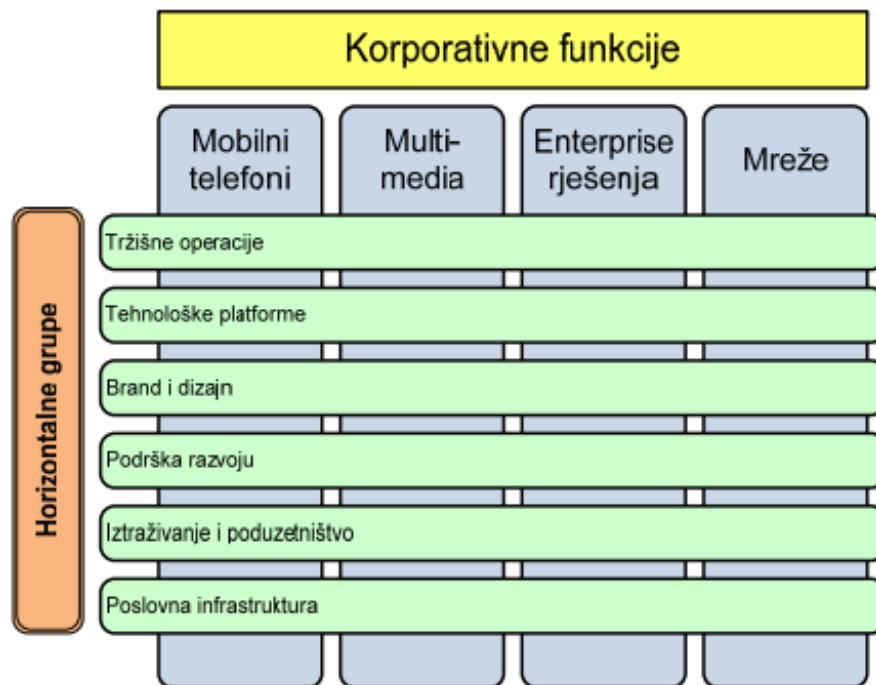 Korporativne funkcije
Mobilni
telefoni
Multi-
media
Enterprise
rješenja
Mreže
Horizontalne grupe
Tržišne operacije
Tehnološke platforme
Brand i dizajn
Podrška razvoju
Iztraživanje i poduzetništvo
Poslovna infrastruktura